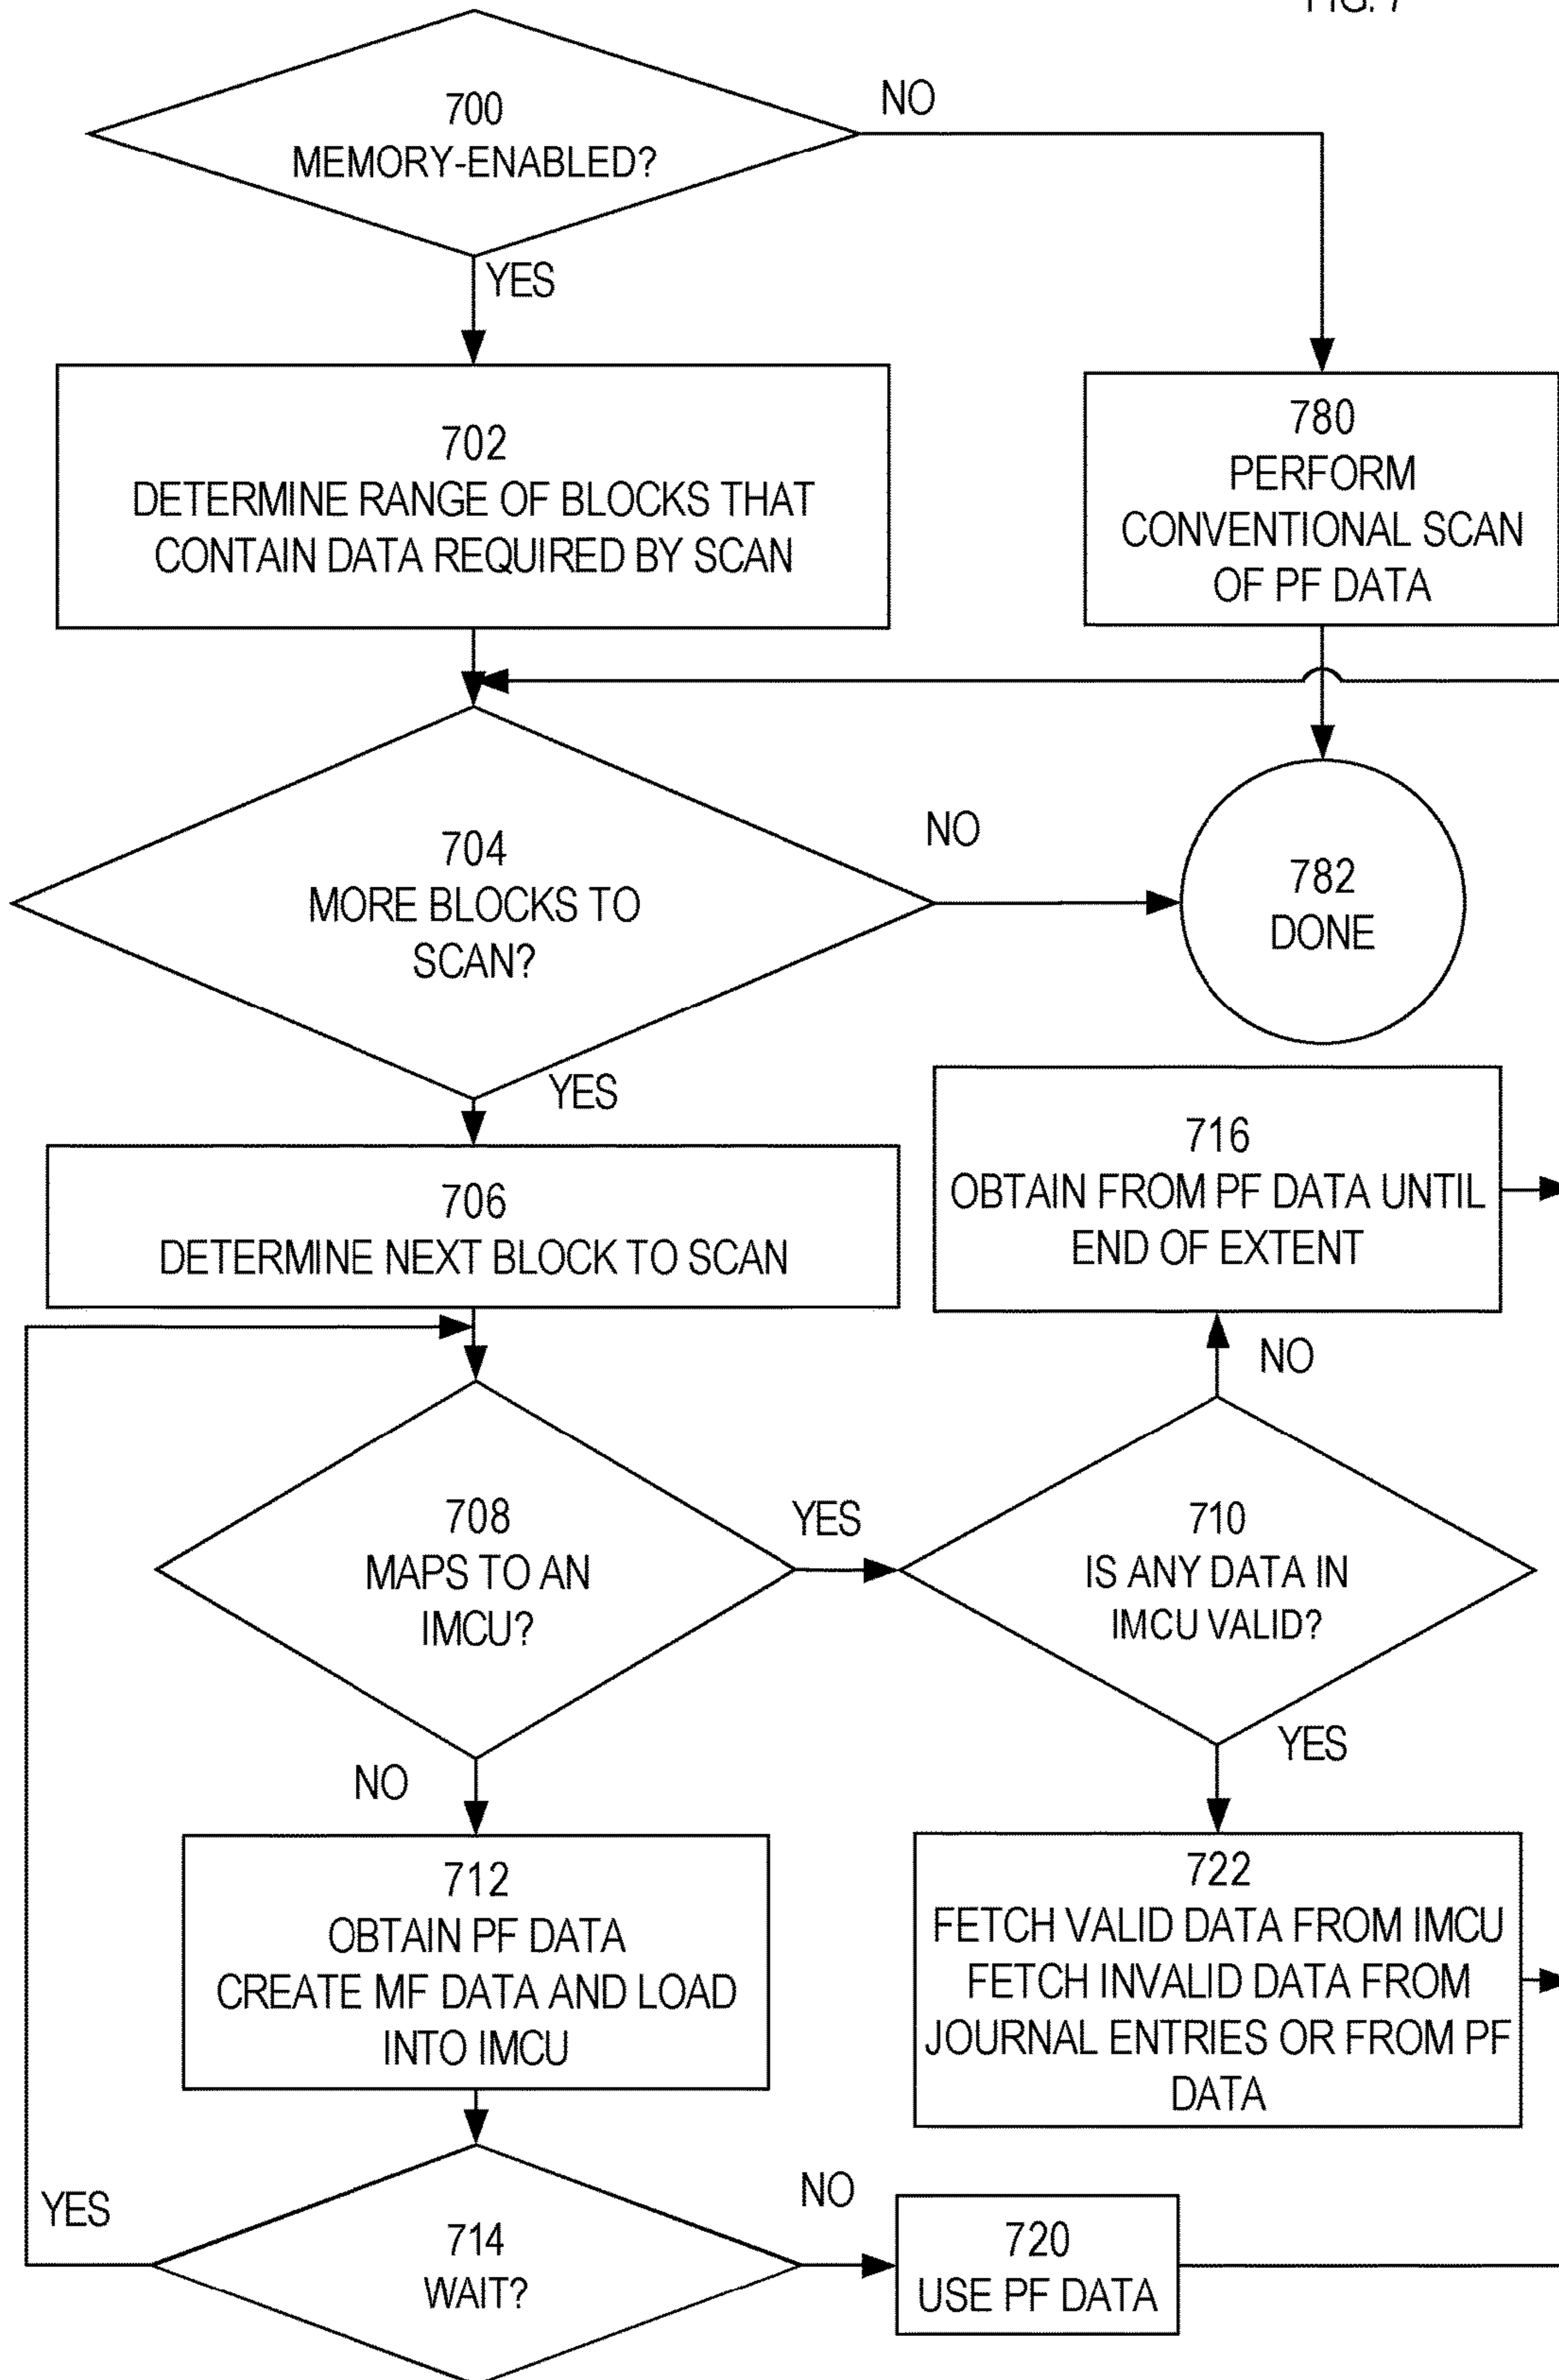 FIG. 7
700
MEMORY-ENABLED?
NO
YES
702
DETERMINE RANGE OF BLOCKS THAT
CONTAIN DATA REQUIRED BY SCAN
780
PERFORM
CONVENTIONAL SCAN
OF PF DATA
704
MORE BLOCKS TO
SCAN?
NO
782
DONE
YES
706
DETERMINE NEXT BLOCK TO SCAN
716
OBTAIN FROM PF DATA UNTIL
END OF EXTENT
NO
708
MAPS TO AN
IMCU?
YES
710
IS ANY DATA IN
IMCU VALID?
YES
NO
712
OBTAIN PF DATA
CREATE MF DATA AND LOAD
INTO IMCU
722
FETCH VALID DATA FROM IMCU
FETCH INVALID DATA FROM
JOURNAL ENTRIES OR FROM PF
DATA
YES
714
WAIT?
NO
720
USE PF DATA